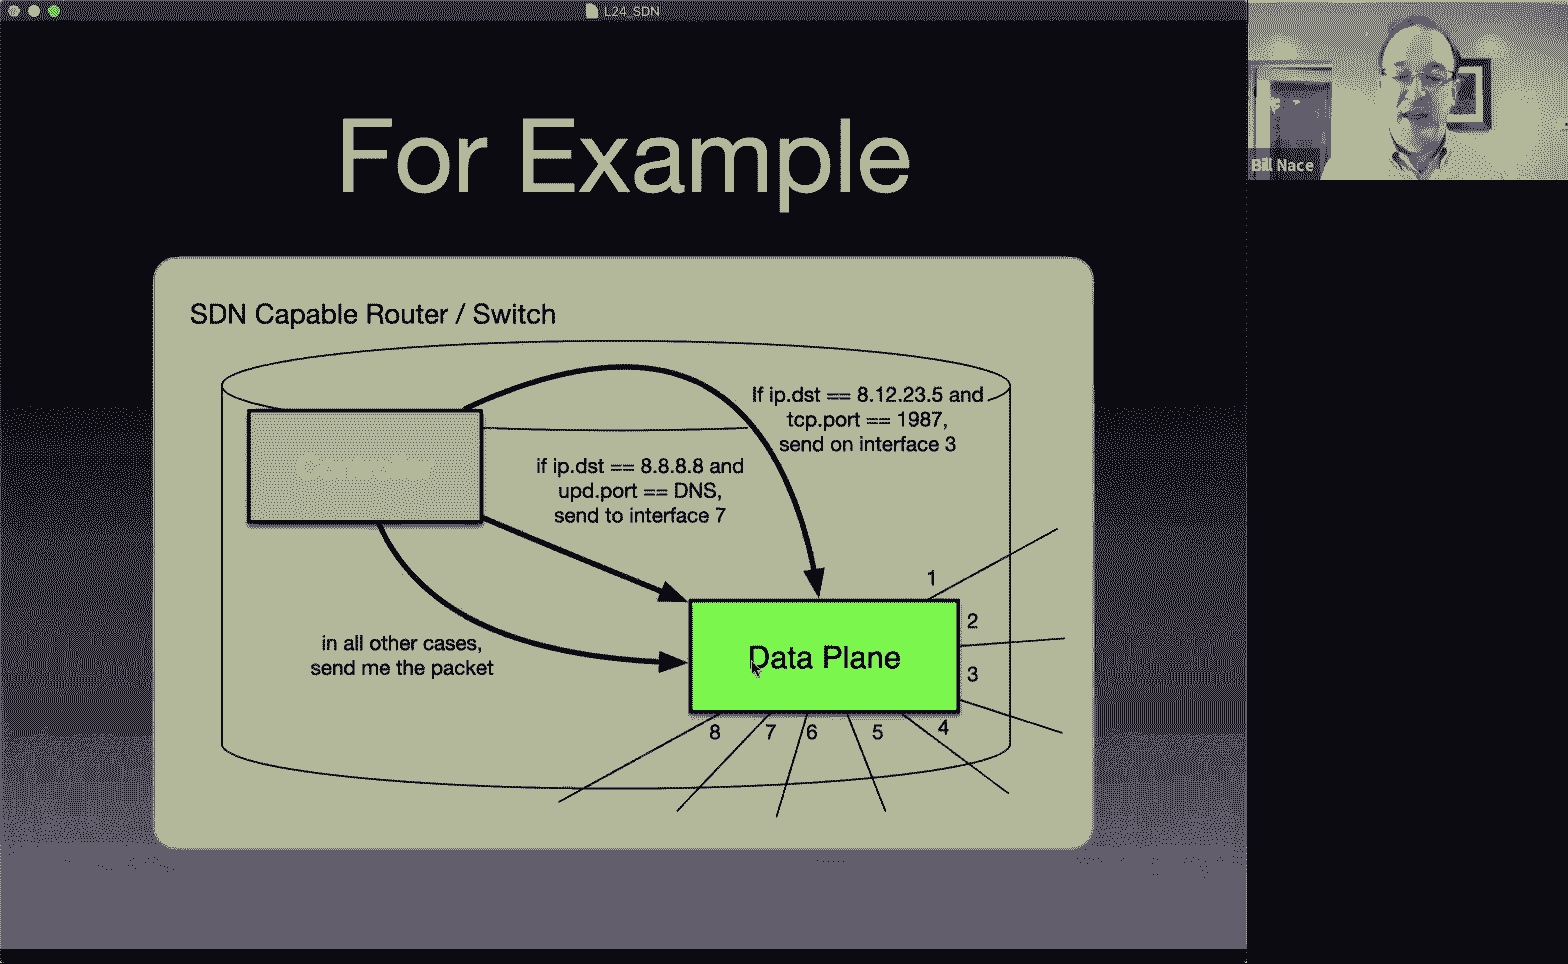 L24_SDN
Bill Nace
For Example
SDN Capable Router / Switch
If ip.dst == 8.12.23.5 and
tcp.port == 1987,
send on interface 3
if ip.dst == 8.8.8.8 and
upd.port == DNS,
send to interface 7
in all other cases,
send me the packet
Data Plane
1
2
3
4
5
6
7
8